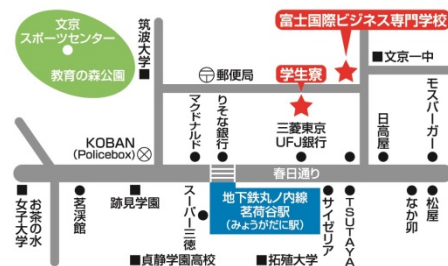 文京
スポーツセンター
教育の森公園
筑波大学
富士国際ビジネス専門学校
文京一中
郵便局
学生寮
マクドナルド
りそな銀行
三菱東京
UFJ銀行
日高屋
モスバーガー
KOBAN
(Policebox)
春日通り
お茶の水
女子大学
茗渓館
跡見学園
スーパー三徳
地下鉄丸ノ内線
茗荷谷駅
(みょうがだに駅)
サイゼリア
TSUTAYA
なか卯
松屋
貞静学園高校
拓殖大学